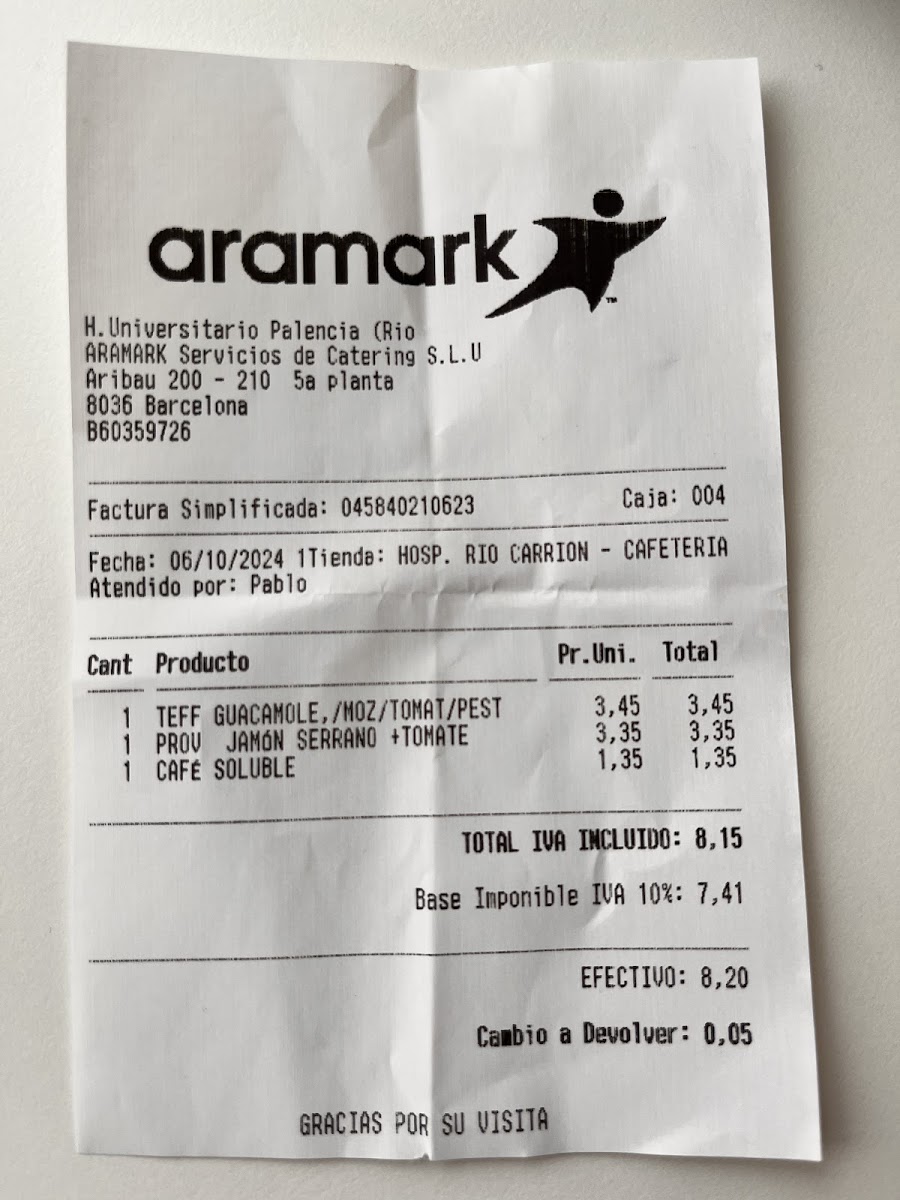 aramark
TM
H.Universitario Palencia (Rio
ARAMARK Servicios de Catering S.L.U
Aribau 200 - 210 5a planta
8036 Barcelona
B60359726
Factura Simplificada: 045840210623 Caja: 004
Fecha: 06/10/2024 1Tienda: HOSP. RIO CARRION - CAFETERIA
Atendido por: Pablo
Cant Producto Pr.Uni. Total
1 TEFF GUACAMOLE,/MOZ/TOMAT/PEST 3,45 3,45
1 PROV JAMÓN SERRANO +TOMATE 3,35 3,35
1 CAFÉ SOLUBLE 1,35 1,35
TOTAL IVA INCLUIDO: 8,15
Base Imponible IVA 10%: 7,41
EFECTIVO: 8,20
Cambio a Devolver: 0,05
GRACIAS POR SU VISITA